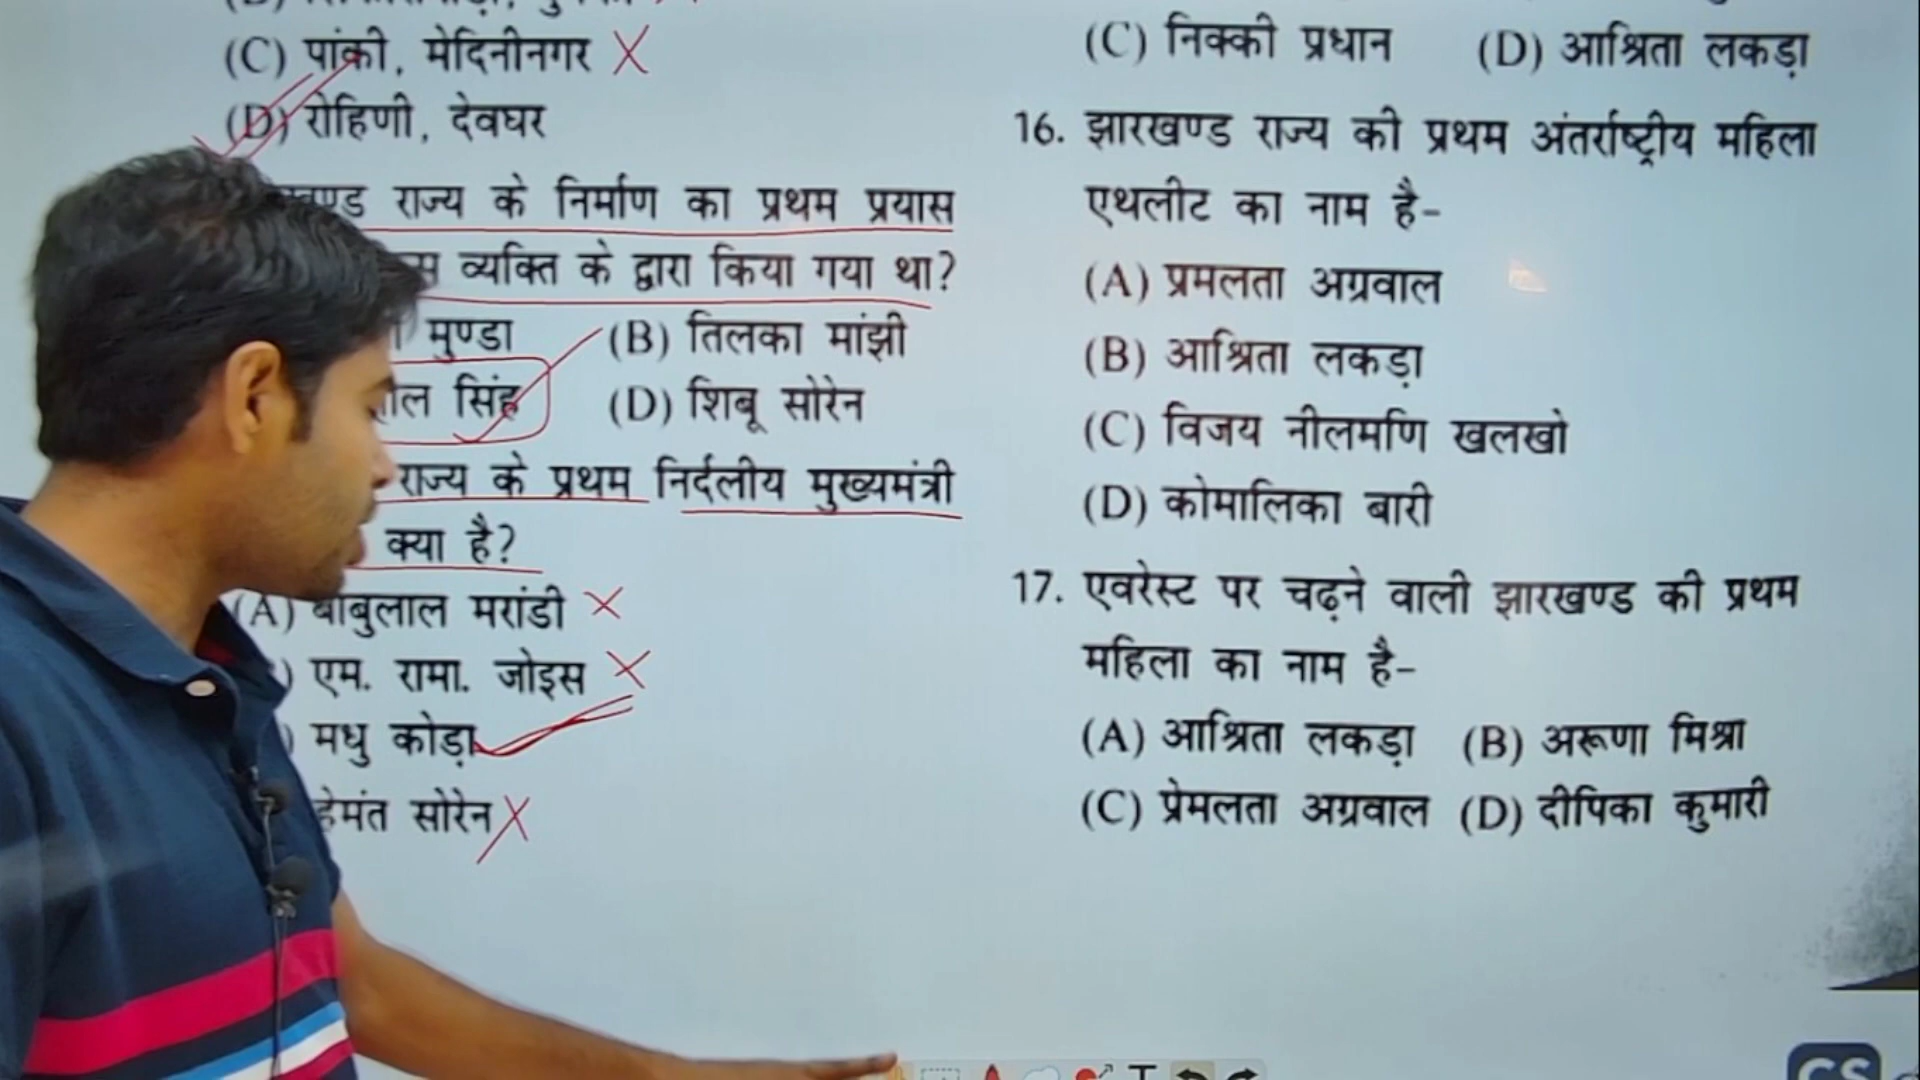 (C) पांकी, मेदिनीनगर
(D) रोहिणी, देवघर
राज्य के निर्माण का प्रथम प्रयास
व्यक्ति के द्वारा किया गया था?
मुण्डा (B) तिलका मांझी
सिंह (D) शिबू सोरेन
राज्य के प्रथम निर्दलीय मुख्यमंत्री
क्या है?
(A) बाबुलाल मरांडी
एम. रामा. जोइस
मधु कोड़ा
हेमंत सोरेन
(C) निक्की प्रधान (D) आश्रिता लकड़ा
16. झारखण्ड राज्य की प्रथम अंतर्राष्ट्रीय महिला
एथलीट का नाम है-
(A) प्रमलता अग्रवाल
(B) आश्रिता लकड़ा
(C) विजय नीलमणि खलखो
(D) कोमालिका बारी
17. एवरेस्ट पर चढ़ने वाली झारखण्ड की प्रथम
महिला का नाम है-
(A) आश्रिता लकड़ा (B) अरूणा मिश्रा
(C) प्रेमलता अग्रवाल (D) दीपिका कुमारी
CS